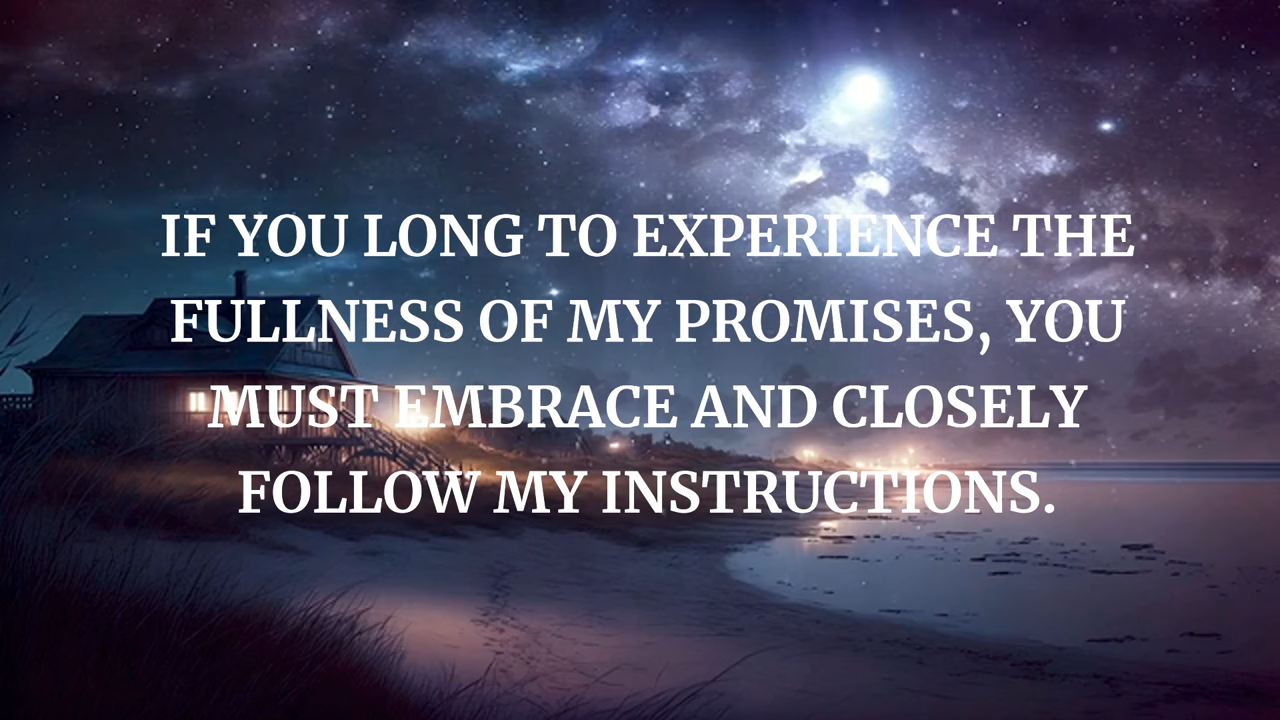 IF YOU LONG TO EXPERIENCE THE
FULLNESS OF MY PROMISES, YOU
MUST EMBRACE AND CLOSELY
FOLLOW MY INSTRUCTIONS.